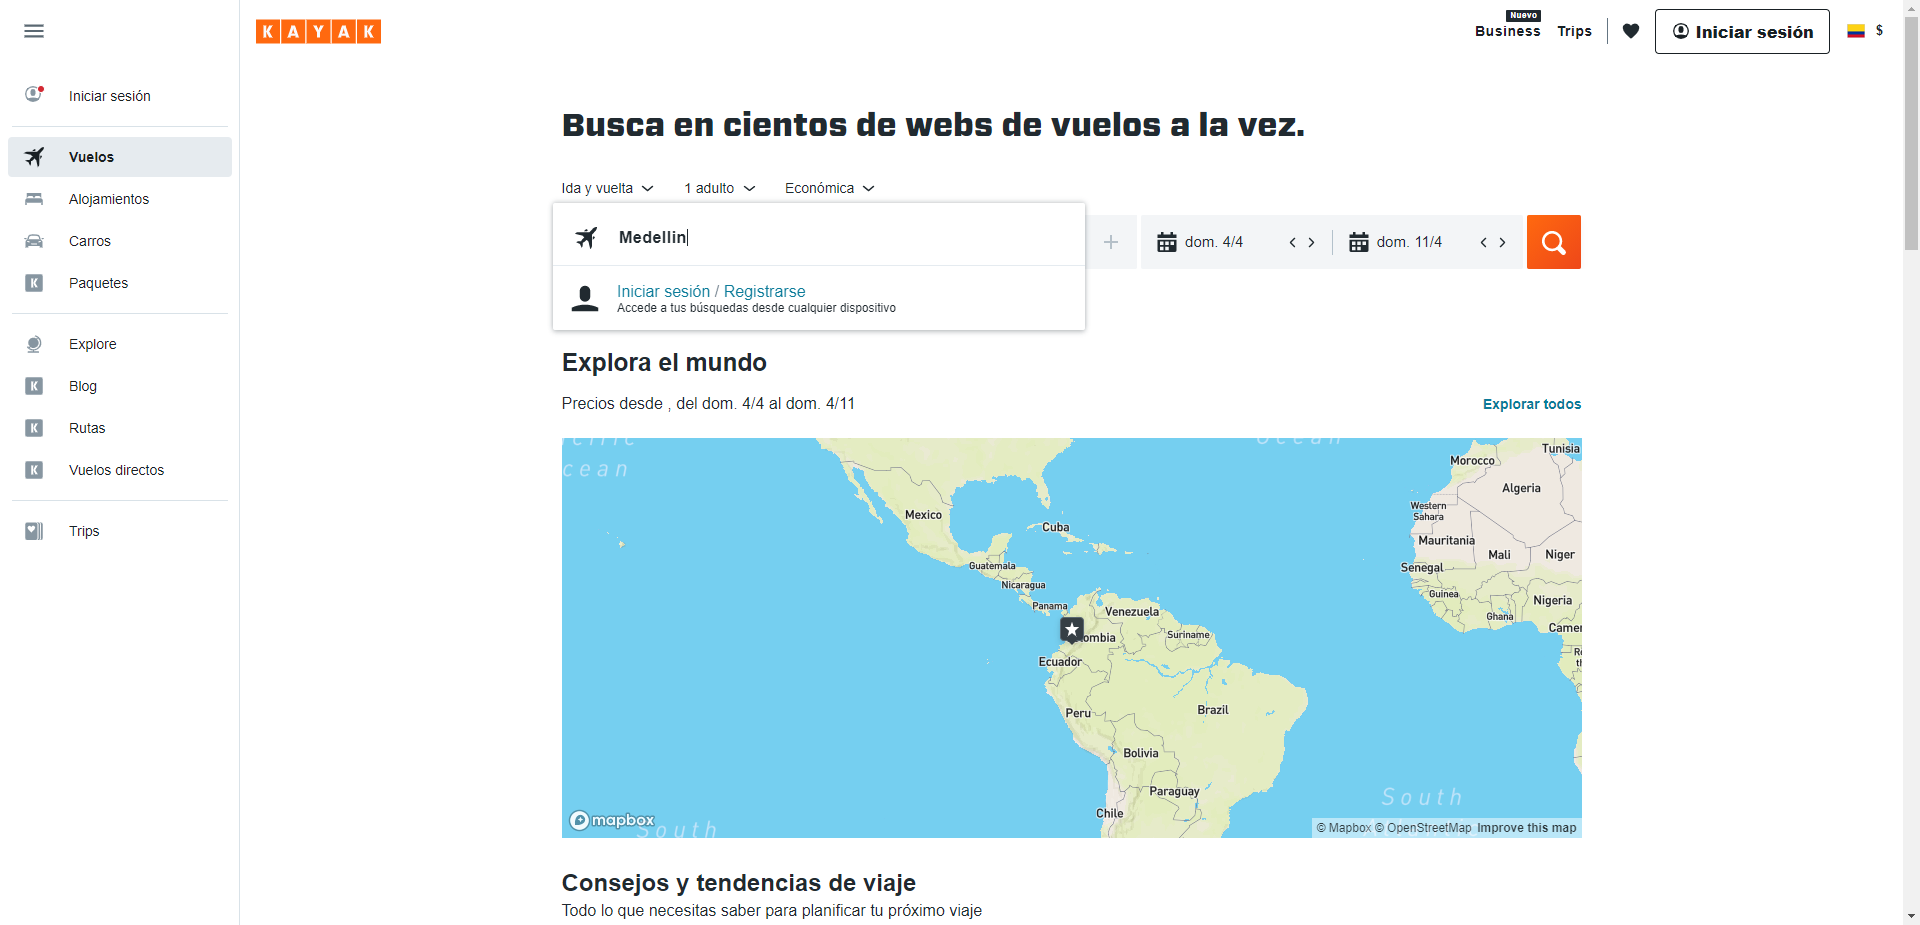 KAYAK
Nuevo
Business
Trips
Iniciar sesión
$
Iniciar sesión
Vuelos
Alojamientos
Carros
K Paquetes
Explore
K Blog
K Rutas
K Vuelos directos
Trips
Busca en cientos de webs de vuelos a la vez.
Ida y vuelta
1 adulto
Económica
Medellin
dom. 4/4
dom. 11/4
Iniciar sesión / Registrarse
Accede a tus búsquedas desde cualquier dispositivo
Explora el mundo
Precios desde , del dom. 4/4 al dom. 4/11
Explorar todos
Ocean
cean
Tunisia
Morocco
Algeria
Mexico
Western
Sahara
Cuba
Mauritania
Mali
Niger
Guatemala
Senegal
Nicaragua
Guinea
Panama
Nigeria
Venezuela
Ghana
Camer
Suriname
ombia
Ecuador
Brazil
Peru
Bolivia
Paraguay
South
Chile
mapbox
South
© Mapbox © OpenStreetMap Improve this map
Consejos y tendencias de viaje
Todo lo que necesitas saber para planificar tu próximo viaje